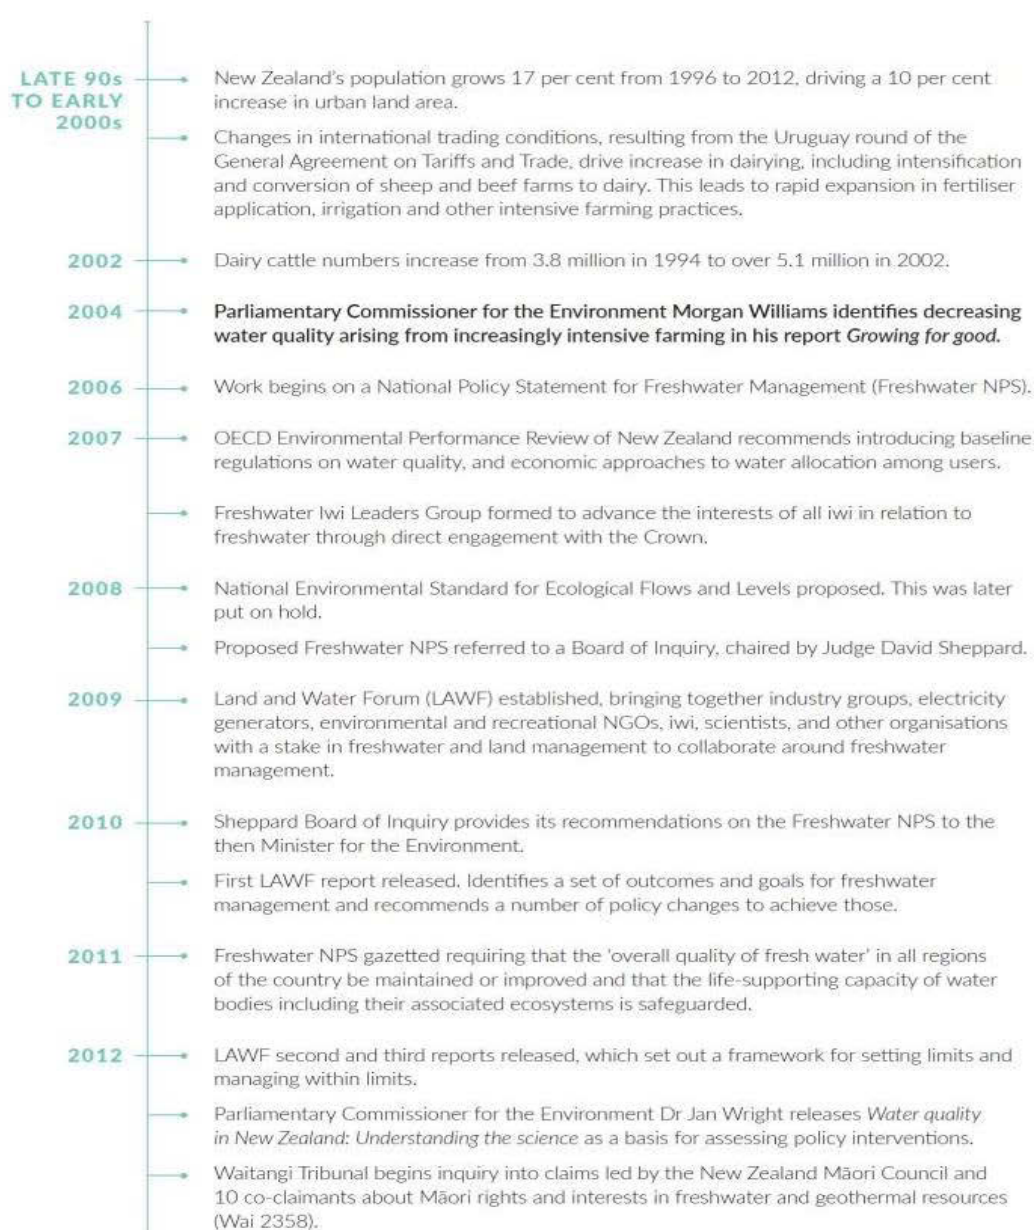 LATE 90s
TO EARLY
2000s
New Zealand's population grows 17 per cent from 1996 to 2012, driving a 10 per cent
increase in urban land area.
Changes in international trading conditions, resulting from the Uruguay round of the
General Agreement on Tariffs and Trade, drive increase in dairying, including intensification
and conversion of sheep and beef farms to dairy. This leads to rapid expansion in fertiliser
application, irrigation and other intensive farming practices.
2002
Dairy cattle numbers increase from 3.8 million in 1994 to over 5.1 million in 2002.
2004
Parliamentary Commissioner for the Environment Morgan Williams identifies decreasing
water quality arising from increasingly intensive farming in his report Growing for good.
2006
Work begins on a National Policy Statement for Freshwater Management (Freshwater NPS).
2007
OECD Environmental Performance Review of New Zealand recommends introducing baseline
regulations on water quality, and economic approaches to water allocation among users.
Freshwater Iwi Leaders Group formed to advance the interests of all iwi in relation to
freshwater through direct engagement with the Crown.
2008
National Environmental Standard for Ecological Flows and Levels proposed. This was later
put on hold.
Proposed Freshwater NPS referred to a Board of Inquiry, chaired by Judge David Sheppard.
2009
Land and Water Forum (LAWF) established, bringing together industry groups, electricity
generators, environmental and recreational NGOs, iwi, scientists, and other organisations
with a stake in freshwater and land management to collaborate around freshwater
management.
2010
Sheppard Board of Inquiry provides its recommendations on the Freshwater NPS to the
then Minister for the Environment.
First LAWF report released. Identifies a set of outcomes and goals for freshwater
management and recommends a number of policy changes to achieve those.
2011
Freshwater NPS gazetted requiring that the 'overall quality of fresh water' in all regions
of the country be maintained or improved and that the life-supporting capacity of water
bodies including their associated ecosystems is safeguarded.
2012
LAWF second and third reports released, which set out a framework for setting limits and
managing within limits.
Parliamentary Commissioner for the Environment Dr Jan Wright releases Water quality
in New Zealand: Understanding the science as a basis for assessing policy interventions.
Waitangi Tribunal begins inquiry into claims led by the New Zealand Māori Council and
10 co-claimants about Māori rights and interests in freshwater and geothermal resources
(Wai 2358).